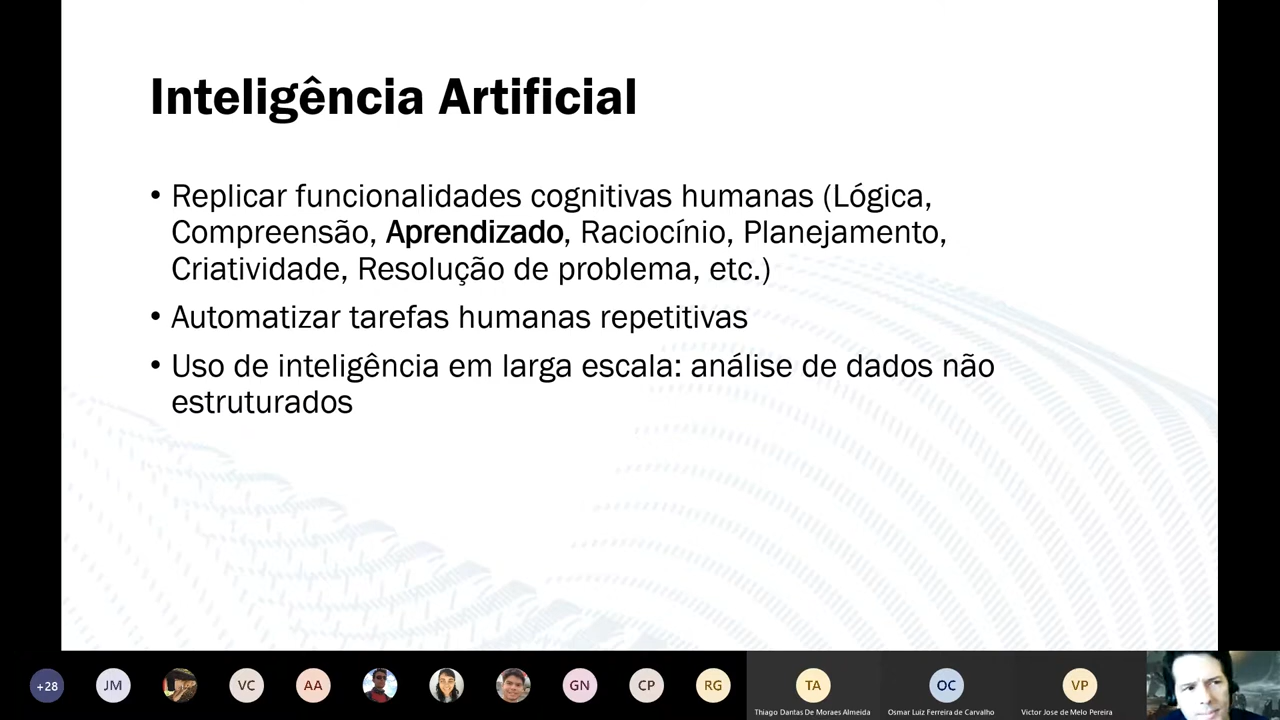 Inteligência Artificial
• Replicar funcionalidades cognitivas humanas (Lógica,
Compreensão, Aprendizado, Raciocínio, Planejamento,
Criatividade, Resolução de problema, etc.)
• Automatizar tarefas humanas repetitivas
• Uso de inteligência em larga escala: análise de dados não
estruturados
+28 JM VC AA GN CP RG TA OC VP
Thiago Dantas De Moraes Almeida Osmar Luiz Ferreira de Carvalho Victor Jose de Melo Pereira